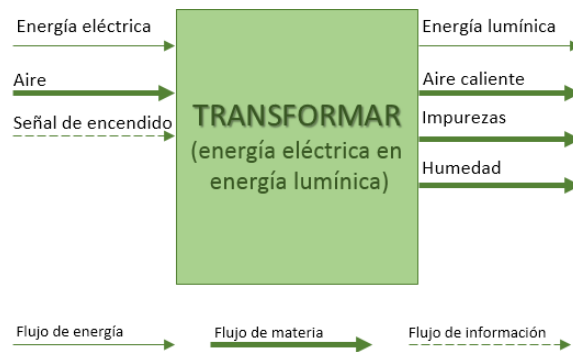 Energía eléctrica
Aire
Señal de encendido
TRANSFORMAR
(energía eléctrica en
energía lumínica)
Energía lumínica
Aire caliente
Impurezas
Humedad
Flujo de energía
Flujo de materia
Flujo de información